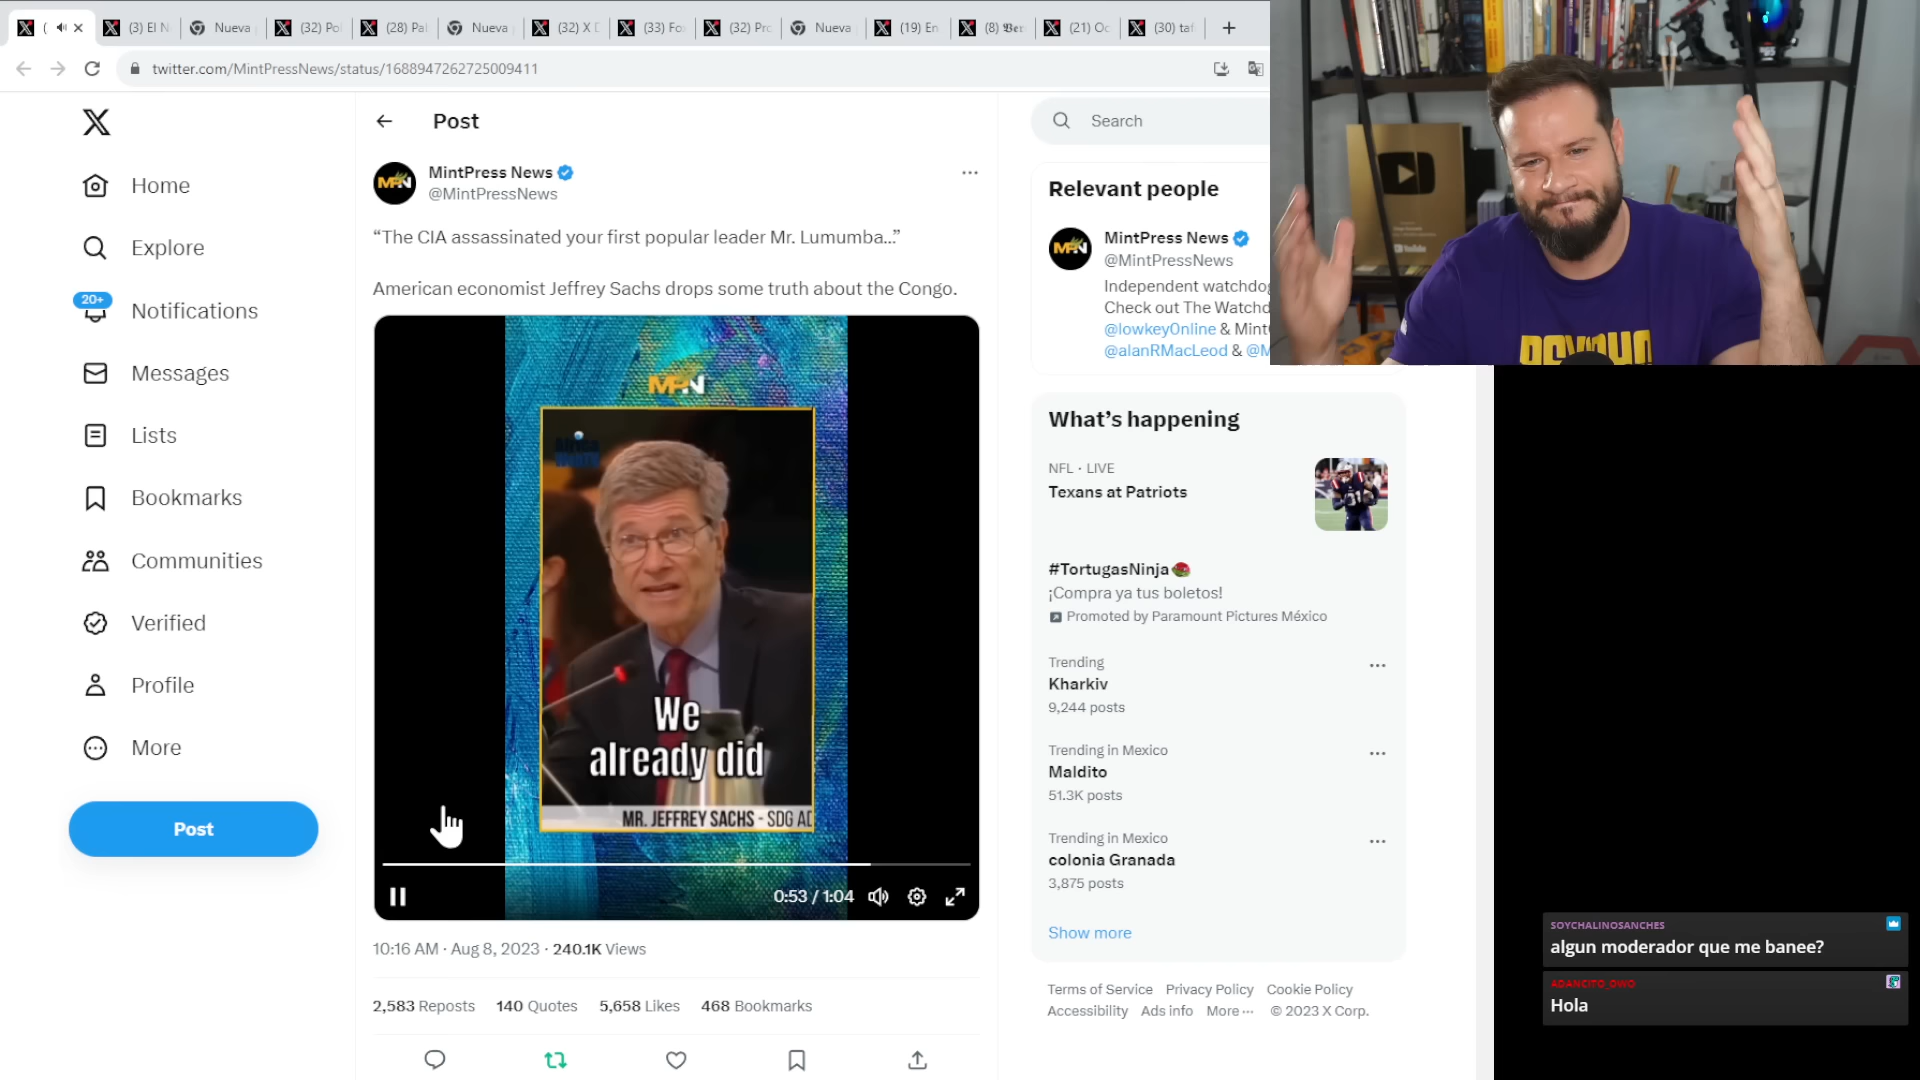 (
(3) El N
Nueva
(32) Pol
(28) Pal
Nueva
(32) X D
(33) Fo
(32) Pro
Nueva
(19) En
(21) Oc
(30) taf
twitter.com/MintPressNews/status/1688947262725009411
Home
Explore
20+
Notifications
Messages
Lists
Bookmarks
Communities
Verified
Profile
More
Post
Post
MintPress News
@MintPressNews
“The CIA assassinated your first popular leader Mr. Lumumba...”
American economist Jeffrey Sachs drops some truth about the Congo.
MPN
We
already did
MR. JEFFREY SACHS - SDG AD
0:53 / 1:04
10:16 AM · Aug 8, 2023 · 240.1K Views
2,583 Reposts 140 Quotes 5,658 Likes 468 Bookmarks
Search
Relevant people
MPN
MintPress News
@MintPressNews
Independent watchdog
Check out The Watchd
@lowkey0nline & Mint
@alanRMacLeod & @M
What’s happening
NFL · LIVE
Texans at Patriots
#TortugasNinja
¡Compra ya tus boletos!
Promoted by Paramount Pictures México
Trending
Kharkiv
9,244 posts
Trending in Mexico
Maldito
51.3K posts
Trending in Mexico
colonia Granada
3,875 posts
Show more
Terms of Service Privacy Policy Cookie Policy
Accessibility Ads info More ··· © 2023 X Corp.
YouTube
PSYCHO
SOYCHALINOSANCHES
algun moderador que me banee?
ADANCITO_OWO
Hola